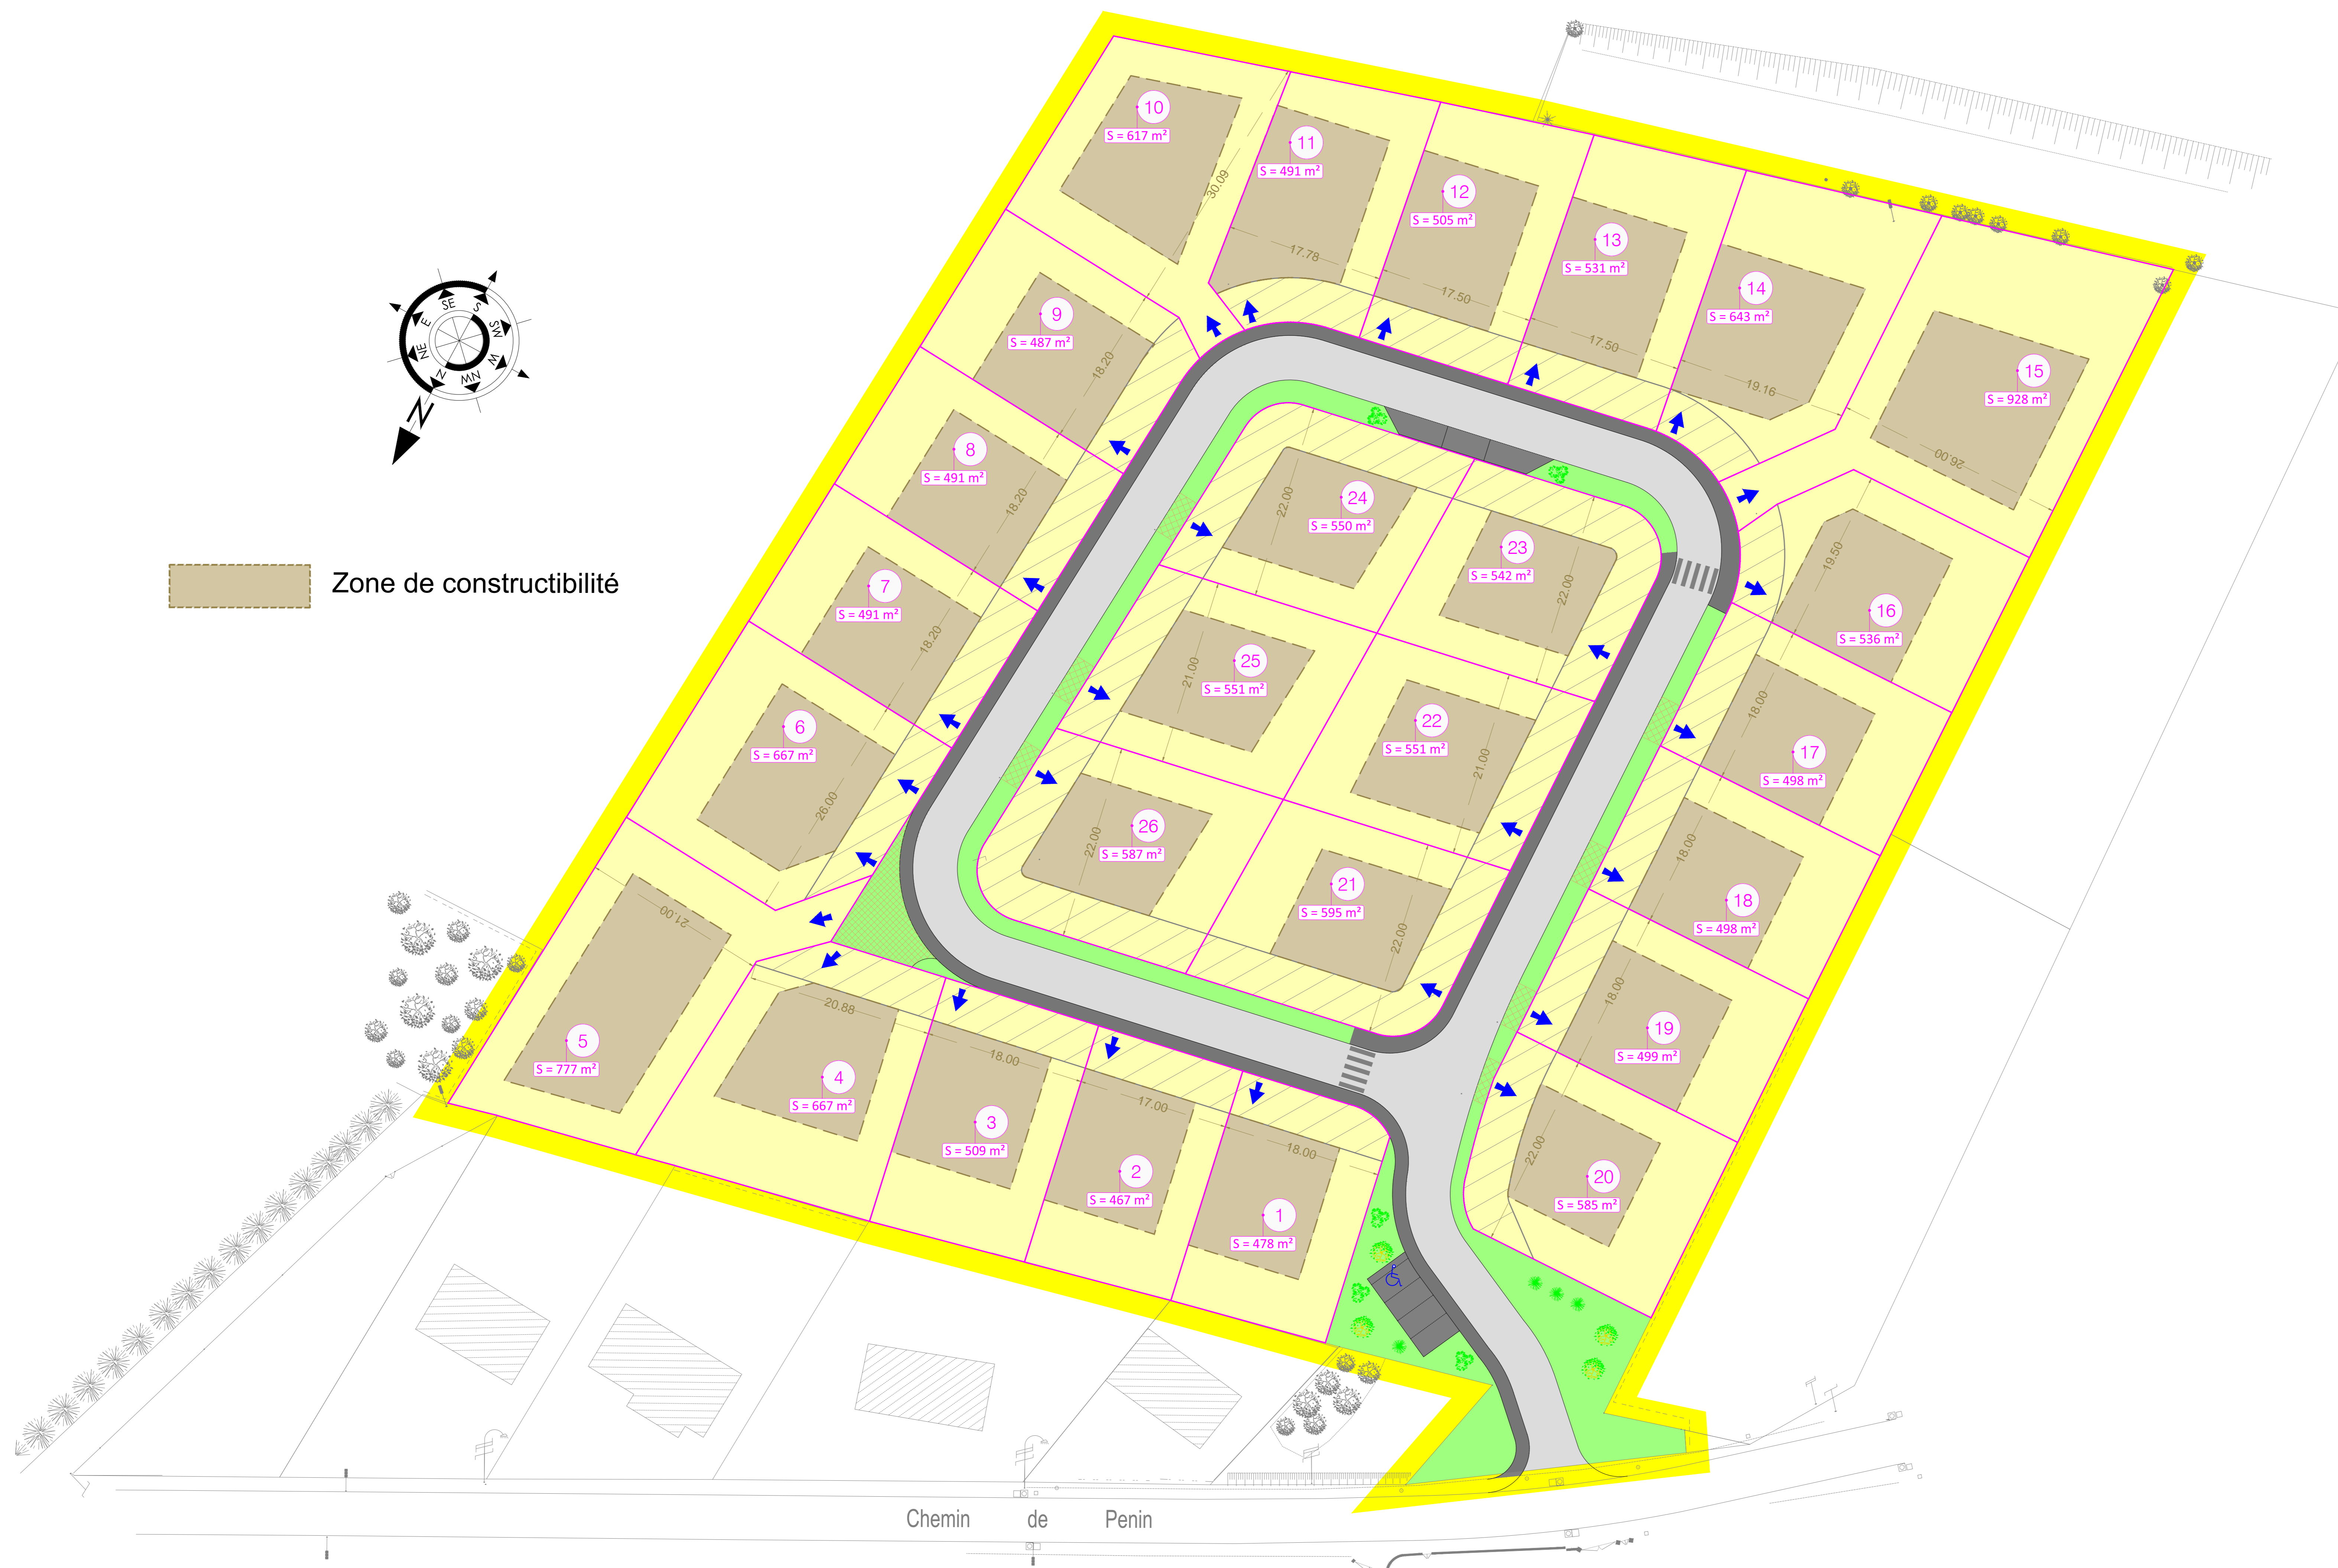 10
S = 617 m²
11
S = 491 m²
30.09
12
S = 505 m²
17.78
13
S = 531 m²
17.50
14
S = 643 m²
17.50
15
S = 928 m²
19.16
26.00
9
S = 487 m²
18.20
8
S = 491 m²
18.20
7
S = 491 m²
18.20
6
S = 667 m²
26.00
24
S = 550 m²
22.00
23
S = 542 m²
22.00
25
S = 551 m²
21.00
22
S = 551 m²
21.00
26
S = 587 m²
22.00
21
S = 595 m²
22.00
16
S = 536 m²
19.50
17
S = 498 m²
18.00
18
S = 498 m²
18.00
19
S = 499 m²
18.00
20
S = 585 m²
22.00
5
S = 777 m²
21.00
4
S = 667 m²
20.88
3
S = 509 m²
18.00
2
S = 467 m²
17.00
1
S = 478 m²
18.00
SE
S
SW
W
NW
N
NE
E
N
Zone de constructibilité
Chemin de Penin